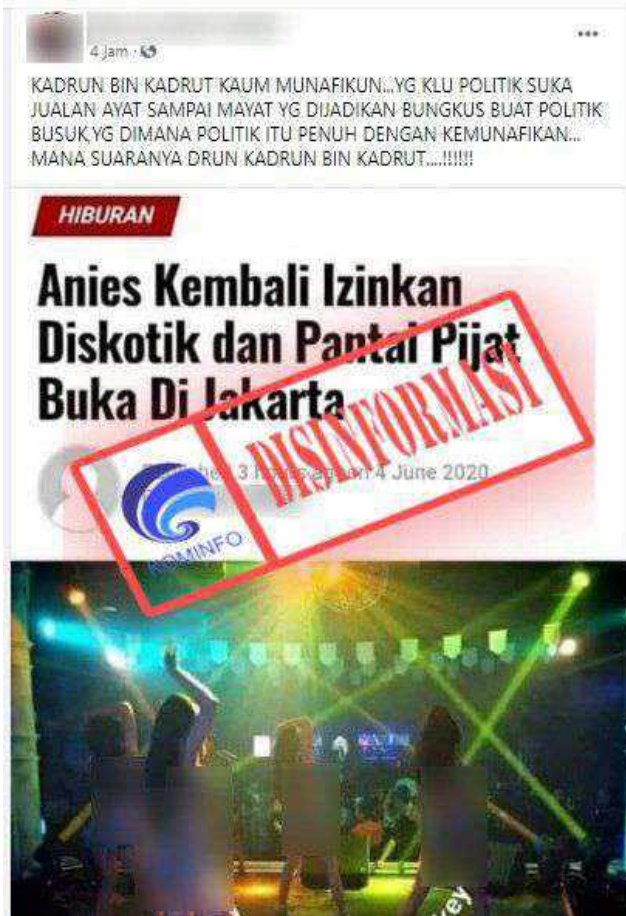 4 Jam
KADRUN BIN KADRUT KAUM MUNAFIKUN...YG KLU POLITIK SUKA
JUALAN AYAT SAMPAI MAYAT YG DIJADIKAN BUNGKUS BUAT POLITIK
BUSUK,YG DIMANA POLITIK ITU PENUH DENGAN KEMUNAFIKAN...
MANA SUARANYA DRUN KADRUN BIN KADRUT....!!!!!!
HIBURAN
Anies Kembali Izinkan
Diskotik dan Pantai Pijat
Buka Di Jakarta
DISINFORMASI
3 4 June 2020
KOMINFO